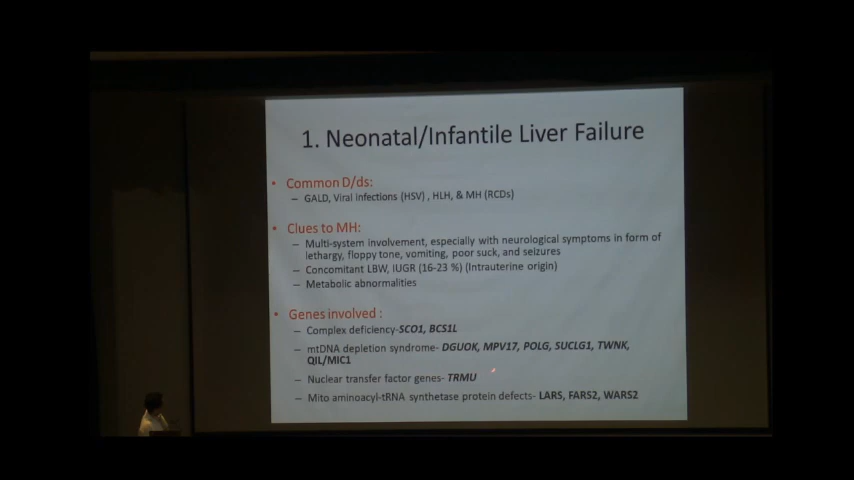 1. Neonatal/Infantile Liver Failure
• Common D/ds:
– GALD, Viral infections (HSV) , HLH, & MH (RCDs)
• Clues to MH:
– Multi-system involvement, especially with neurological symptoms in form of
lethargy, floppy tone, vomiting, poor suck, and seizures
– Concomitant LBW, IUGR (16-23 %) (Intrauterine origin)
– Metabolic abnormalities
• Genes involved :
– Complex deficiency-SCO1, BCS1L
– mtDNA depletion syndrome- DGUOK, MPV17, POLG, SUCLG1, TWNK,
QIL/MIC1
– Nuclear transfer factor genes- TRMU
– Mito aminoacyl-tRNA synthetase protein defects- LARS, FARS2, WARS2